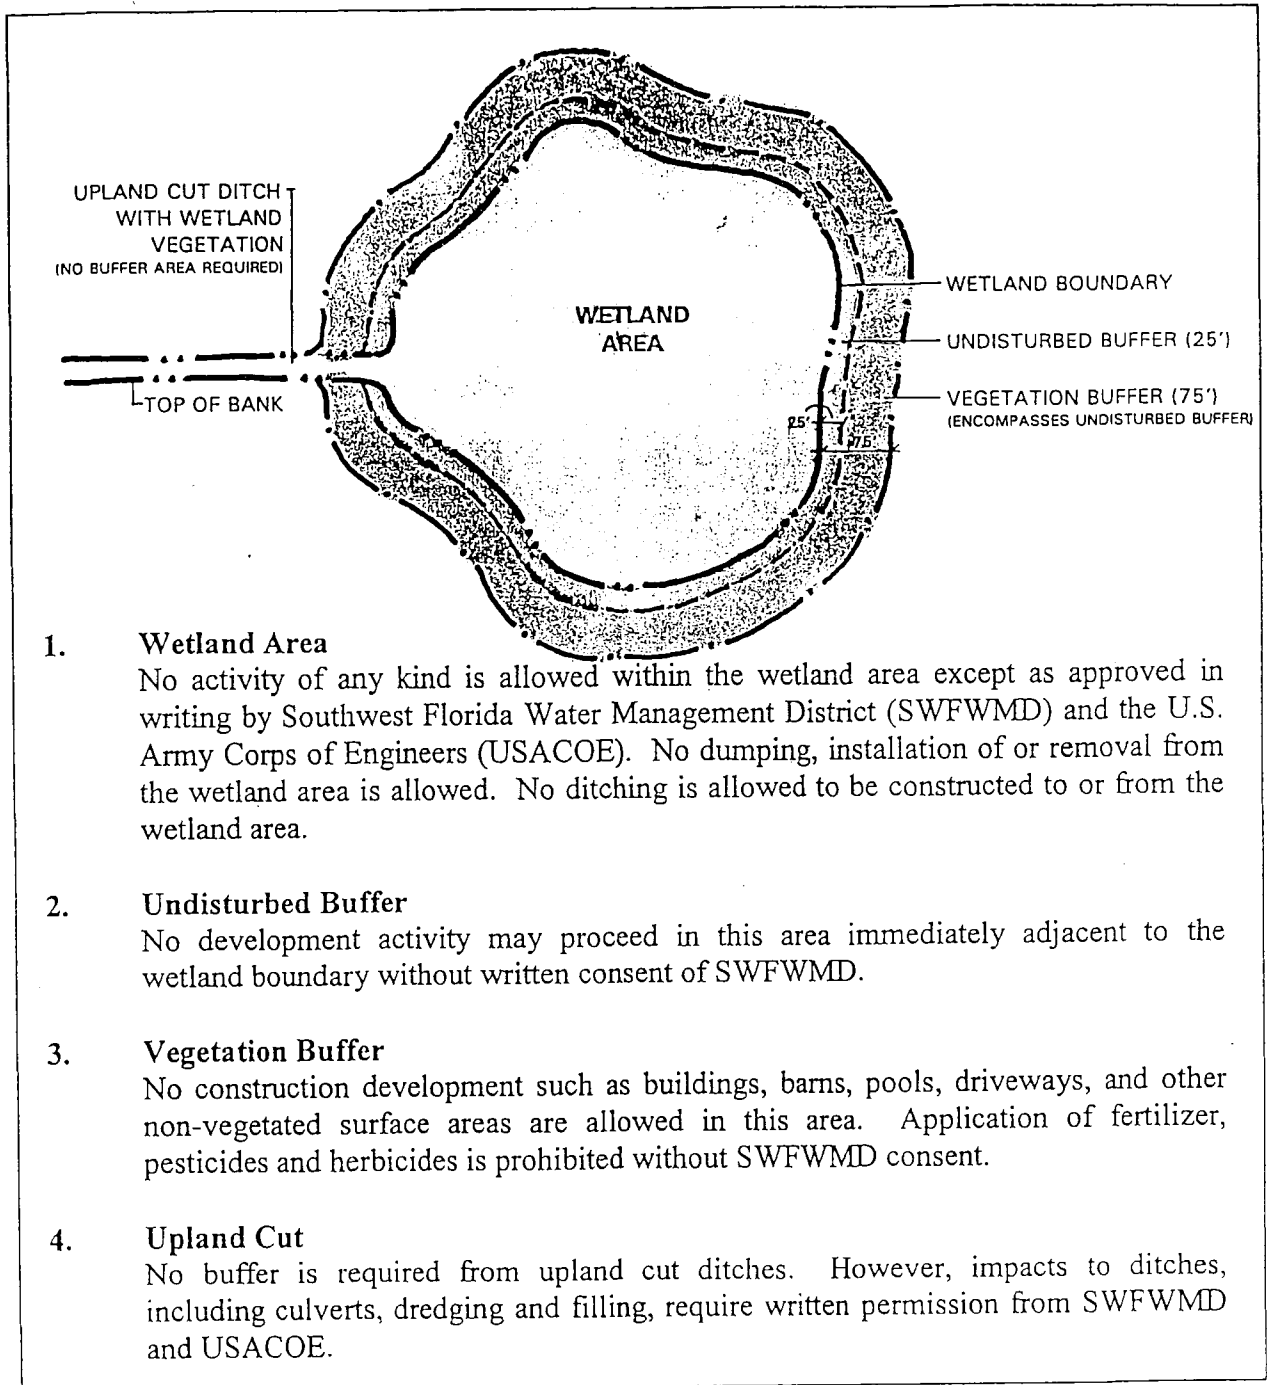 UPLAND CUT DITCH
WITH WETLAND
VEGETATION
(NO BUFFER AREA REQUIRED)
TOP OF BANK
WETLAND
AREA
WETLAND BOUNDARY
UNDISTURBED BUFFER (25')
VEGETATION BUFFER (75')
(ENCOMPASSES UNDISTURBED BUFFER)
25'
75'
1. Wetland Area
No activity of any kind is allowed within the wetland area except as approved in
writing by Southwest Florida Water Management District (SWFWMD) and the U.S.
Army Corps of Engineers (USACOE). No dumping, installation of or removal from
the wetland area is allowed. No ditching is allowed to be constructed to or from the
wetland area.
2. Undisturbed Buffer
No development activity may proceed in this area immediately adjacent to the
wetland boundary without written consent of SWFWMD.
3. Vegetation Buffer
No construction development such as buildings, barns, pools, driveways, and other
non-vegetated surface areas are allowed in this area. Application of fertilizer,
pesticides and herbicides is prohibited without SWFWMD consent.
4. Upland Cut
No buffer is required from upland cut ditches. However, impacts to ditches,
including culverts, dredging and filling, require written permission from SWFWMD
and USACOE.